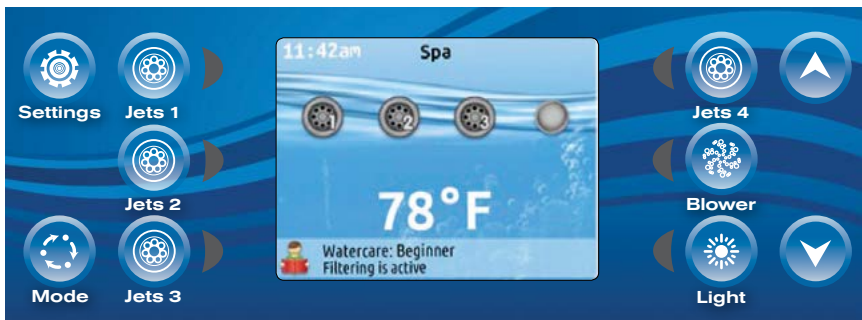 11:42am Spa
Settings
Jets 1
Jets 2
Mode
Jets 3
1 2 3
78°F
Watercare: Beginner
Filtering is active
Jets 4
Blower
Light